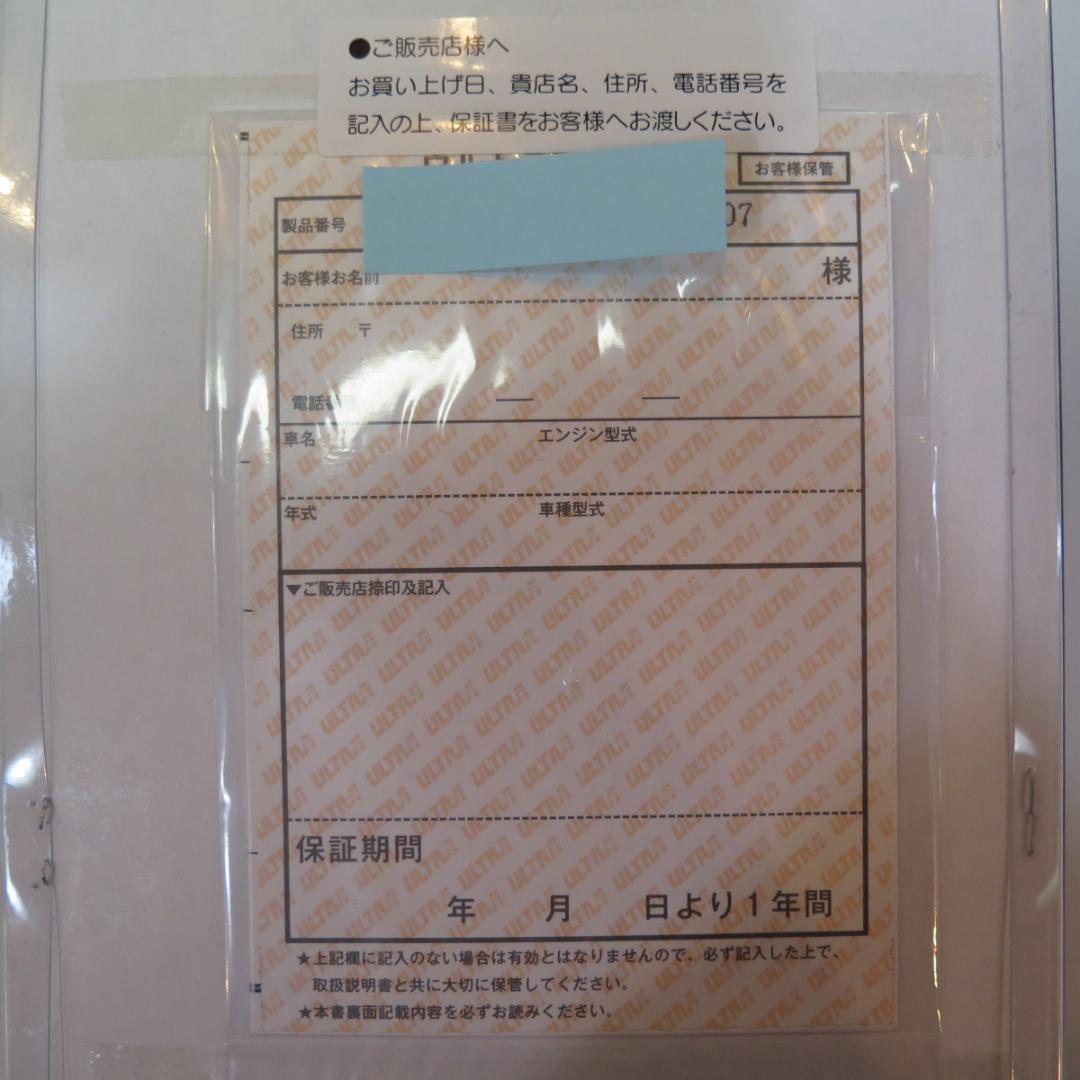 ●ご販売店様へ
お買い上げ日、貴店名、住所、電話番号を
記入の上、保証書をお客様へお渡しください。
お客様保管
製品番号 07
お客様お名前 様
住所 〒
電話番号 — —
車名 エンジン型式
年式 車種型式
▼ご販売店捺印及記入
保証期間
年 月 日より1年間
★上記欄に記入のない場合は有効とはなりませんので、必ず記入した上で、
取扱説明書と共に大切に保管してください。
★本書裏面記載内容を必ずお読みください。
ULTRA